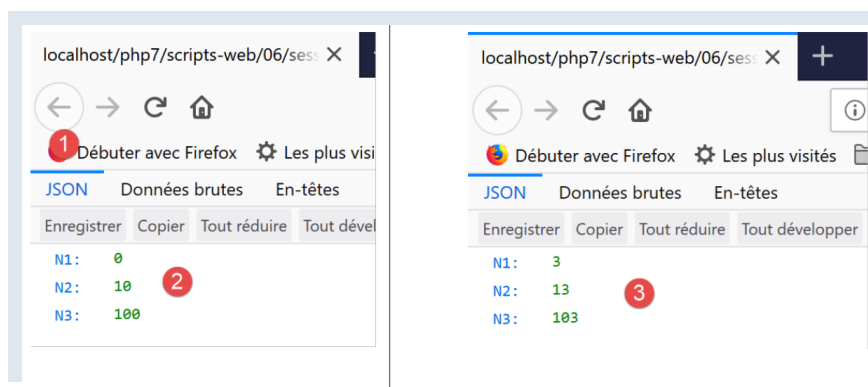 localhost/php7/scripts-web/06/sess
1
Débuter avec Firefox Les plus visi
JSON Données brutes En-têtes
Enregistrer Copier Tout réduire Tout dével
N1: 0
N2: 10
2
N3: 100
localhost/php7/scripts-web/06/sess
Débuter avec Firefox Les plus visités
JSON Données brutes En-têtes
Enregistrer Copier Tout réduire Tout développer
N1: 3
N2: 13
3
N3: 103